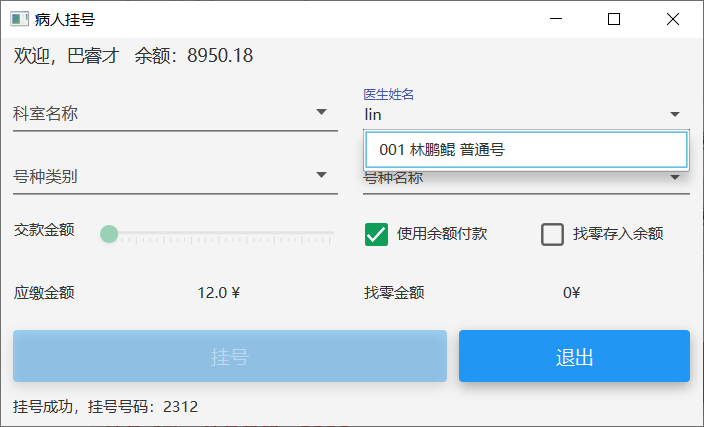 病人挂号
欢迎，巴睿才 余额：8950.18
医生姓名
科室名称
lin
001 林鹏鲲 普通号
号种类别
号种名称
交款金额
使用余额付款
找零存入余额
应缴金额 12.0 ¥
找零金额 0¥
挂号
退出
挂号成功，挂号号码：2312